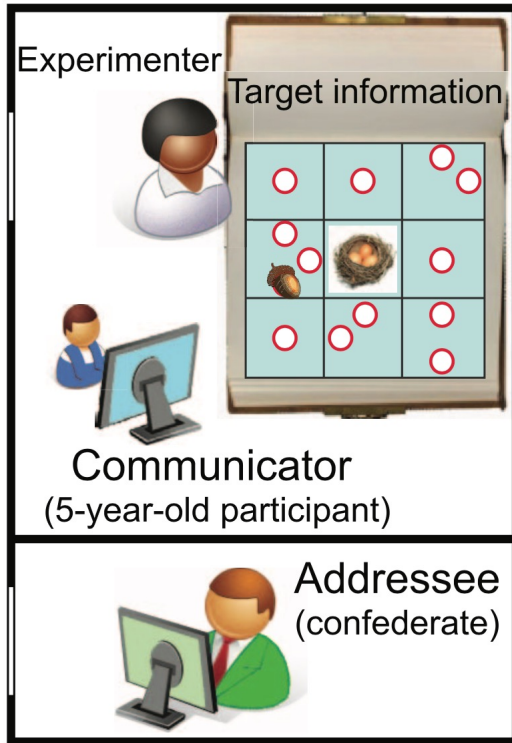 Experimenter
Target information
Communicator
(5-year-old participant)
Addressee
(confederate)